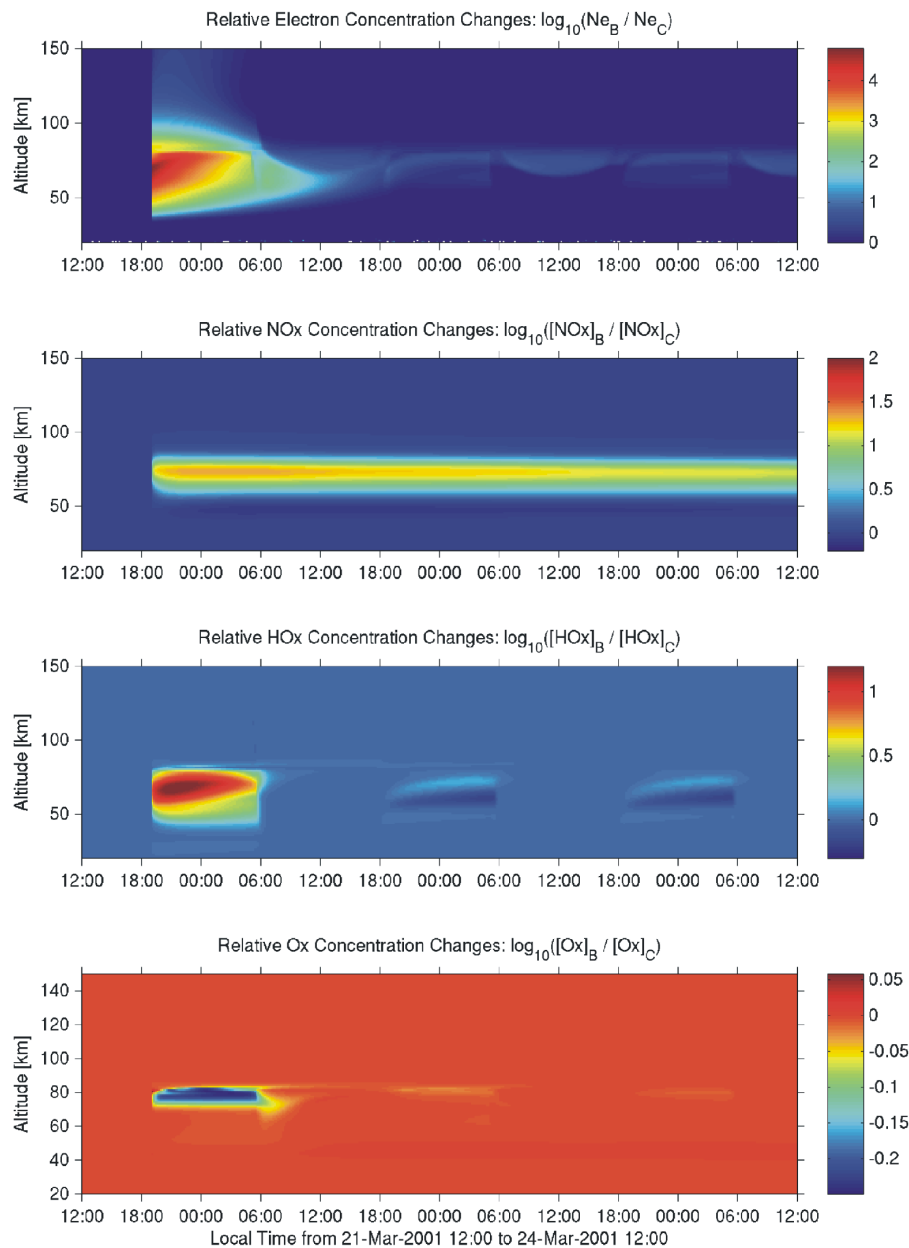 Relative Electron Concentration Changes: log10(NeB / NeC)
150
100
50
Altitude [km]
4
3
2
1
0
12:00 18:00 00:00 06:00 12:00 18:00 00:00 06:00 12:00 18:00 00:00 06:00 12:00
Relative NOx Concentration Changes: log10([NOx]B / [NOx]C)
150
100
50
Altitude [km]
2
1.5
1
0.5
0
12:00 18:00 00:00 06:00 12:00 18:00 00:00 06:00 12:00 18:00 00:00 06:00 12:00
Relative HOx Concentration Changes: log10([HOx]B / [HOx]C)
150
100
50
Altitude [km]
1
0.5
0
12:00 18:00 00:00 06:00 12:00 18:00 00:00 06:00 12:00 18:00 00:00 06:00 12:00
Relative Ox Concentration Changes: log10([Ox]B / [Ox]C)
140
120
100
80
60
40
20
Altitude [km]
0.05
0
-0.05
-0.1
-0.15
-0.2
12:00 18:00 00:00 06:00 12:00 18:00 00:00 06:00 12:00 18:00 00:00 06:00 12:00
Local Time from 21-Mar-2001 12:00 to 24-Mar-2001 12:00